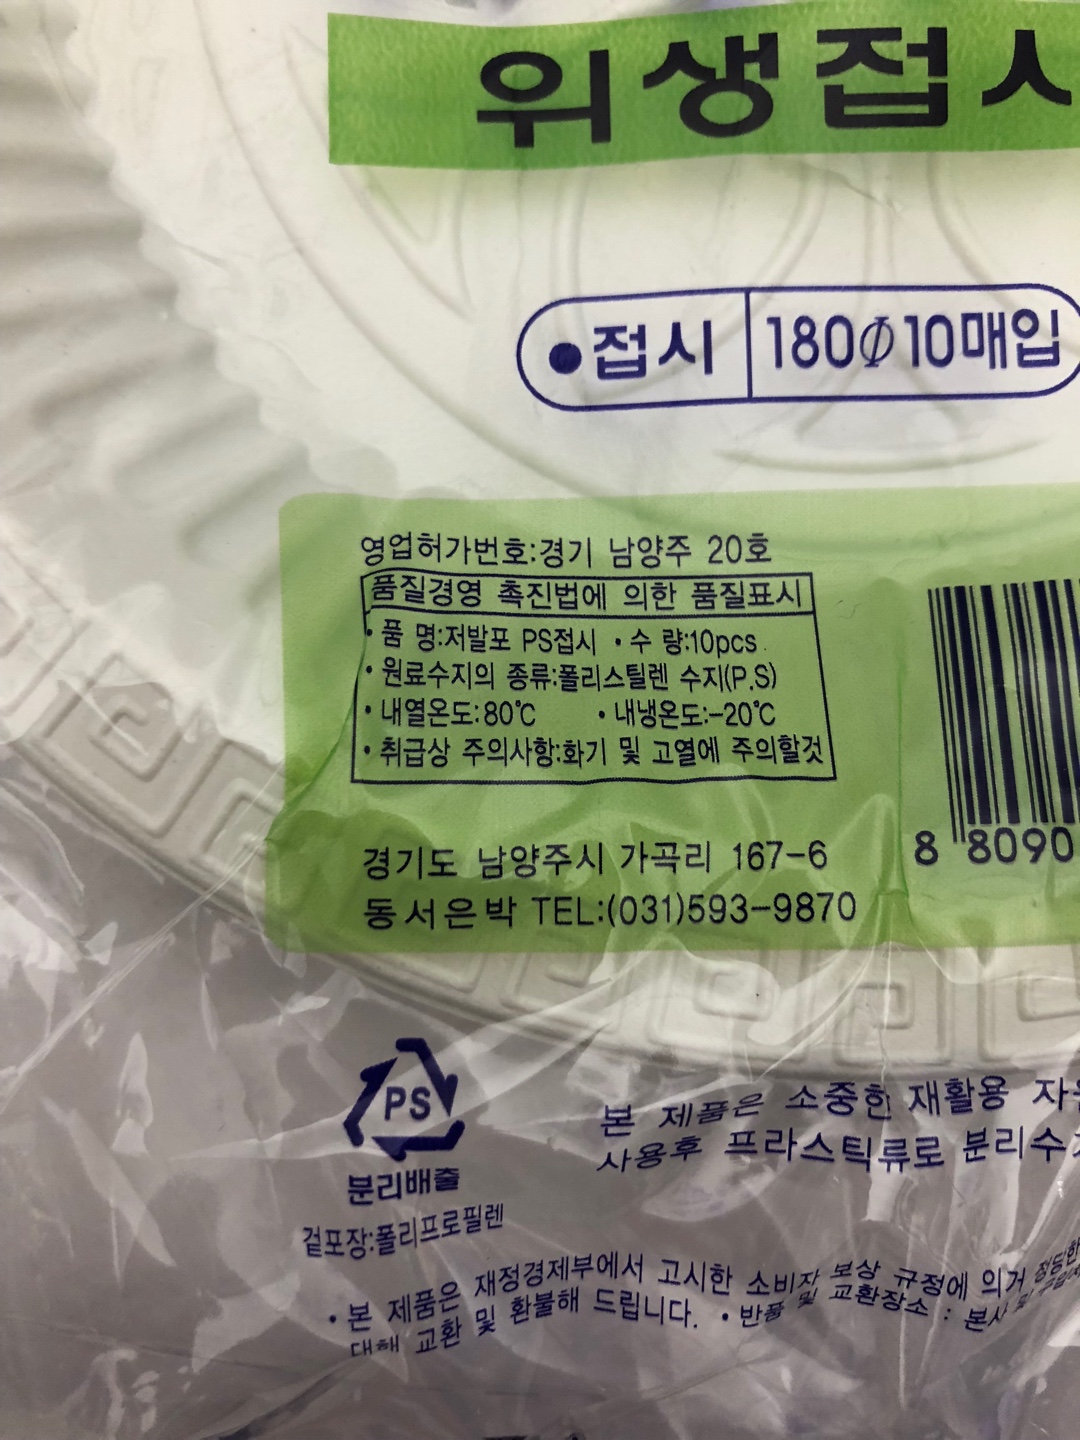 위생접시
●접시 180Φ10매입
영업허가번호:경기 남양주 20호
품질경영 촉진법에 의한 품질표시
·품 명:저발포 PS접시 ·수 량:10pcs.
·원료수지의 종류:폴리스틸렌 수지(P.S)
·내열온도:80℃ ·내냉온도:-20℃
·취급상 주의사항:화기 및 고열에 주의할것
8 8090
경기도 남양주시 가곡리 167-6
동서은박 TEL:(031)593-9870
PS
분리배출
겉포장:폴리프로필렌
본 제품은 소중한 재활용
사용후 프라스틱류로 분리수
·본 제품은 재정경제부에서 고시한 소비자 보상 규정에 의거 정당한
대해 교환 및 환불해 드립니다. ·반품 및 교환장소 : 본사 및